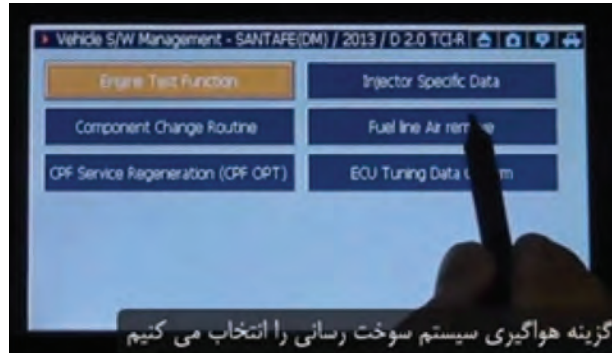 Vehicle S/W Management - SANTAFE(DM) / 2013 / D 2.0 TCI-R
Engine Test Function
Injector Specific Data
Component Change Routine
Fuel line Air
CPF Service Regeneration (CPF OPT)
ECU Tuning Data
گزینه هواگیری سیستم سوخت رسانی را انتخاب می کنیم